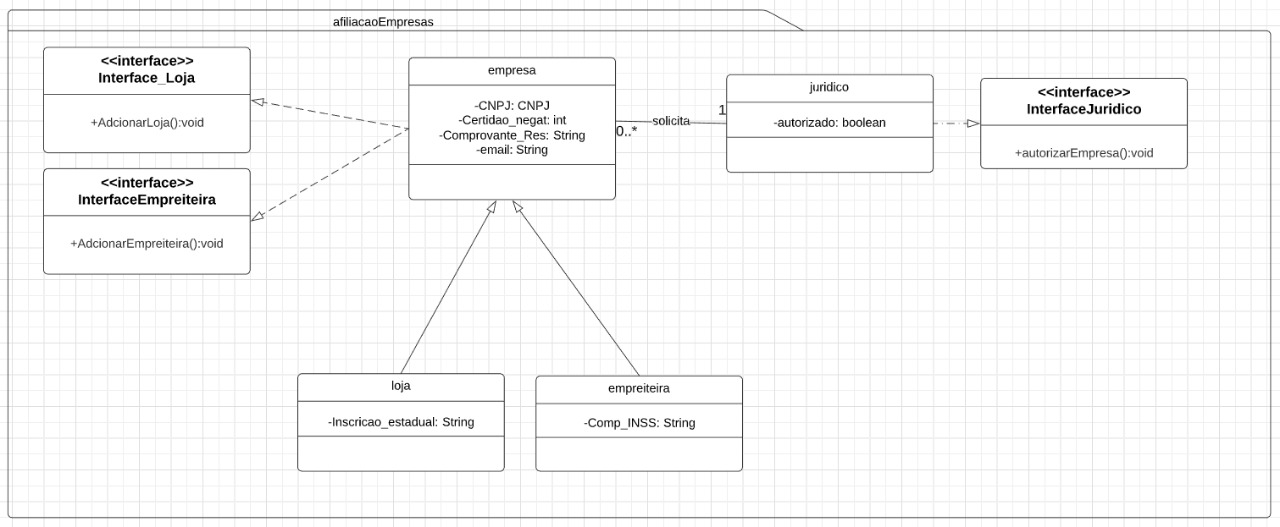 afiliacaoEmpresas
<<interface>>
Interface_Loja
+AdcionarLoja():void
<<interface>>
InterfaceEmpreiteira
+AdcionarEmpreiteira():void
empresa
-CNPJ: CNPJ
-Certidao_negat: int
-Comprovante_Res: String
-email: String
0..*
solicita
1
juridico
-autorizado: boolean
<<interface>>
InterfaceJuridico
+autorizarEmpresa():void
loja
-Inscricao_estadual: String
empreiteira
-Comp_INSS: String